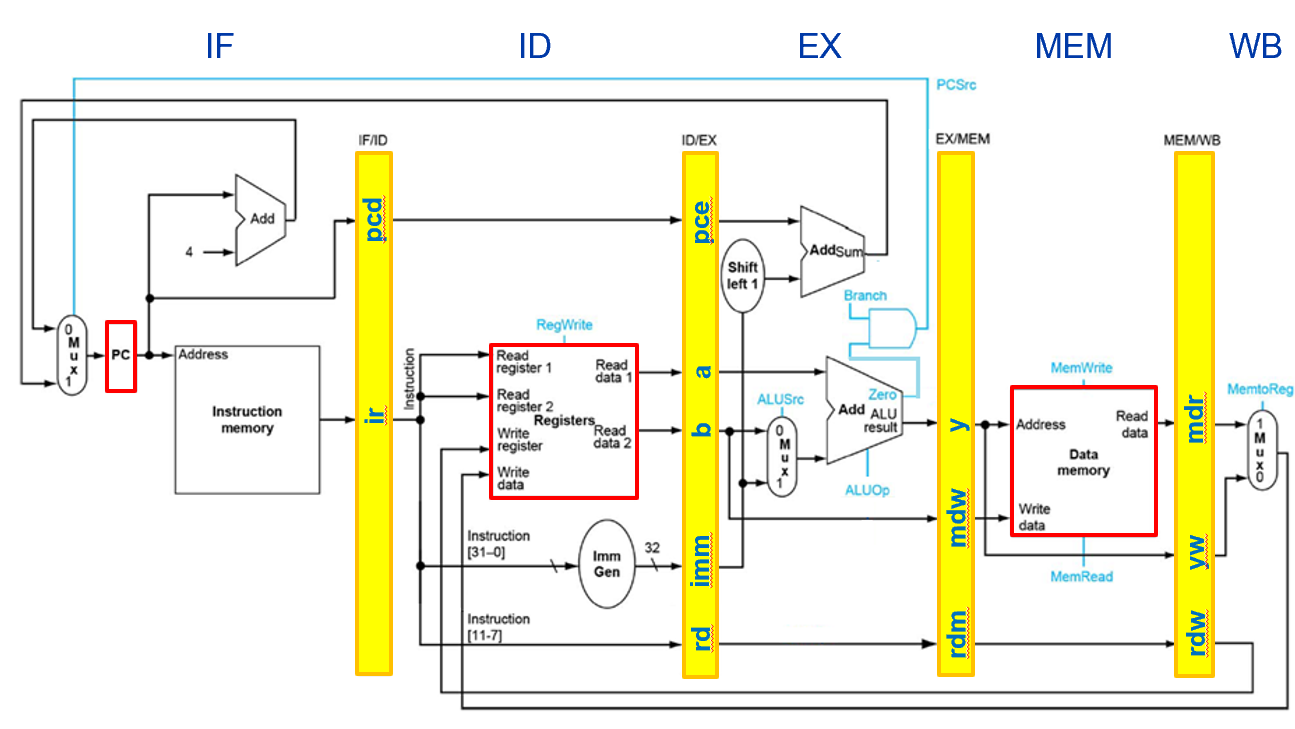 IF
ID
EX
MEM
WB
PCSrc
IF/ID
ID/EX
EX/MEM
MEM/WB
pcd
ir
pce
a
b
imm
rd
y
mdw
rdm
mdr
yw
rdw
Add
4
0
M
u
x
1
PC
Address
Instruction
memory
Instruction
RegWrite
Read
register 1
Read
register 2
Write
register
Write
data
Registers
Read
data 1
Read
data 2
Instruction
[31–0]
Imm
Gen
32
Instruction
[11-7]
Shift
left 1
AddSum
Branch
Zero
Add
ALU
result
ALUSrc
0
M
u
x
1
ALUOp
MemWrite
Address
Read
data
Data
memory
Write
data
MemRead
MemtoReg
1
M
u
x
0